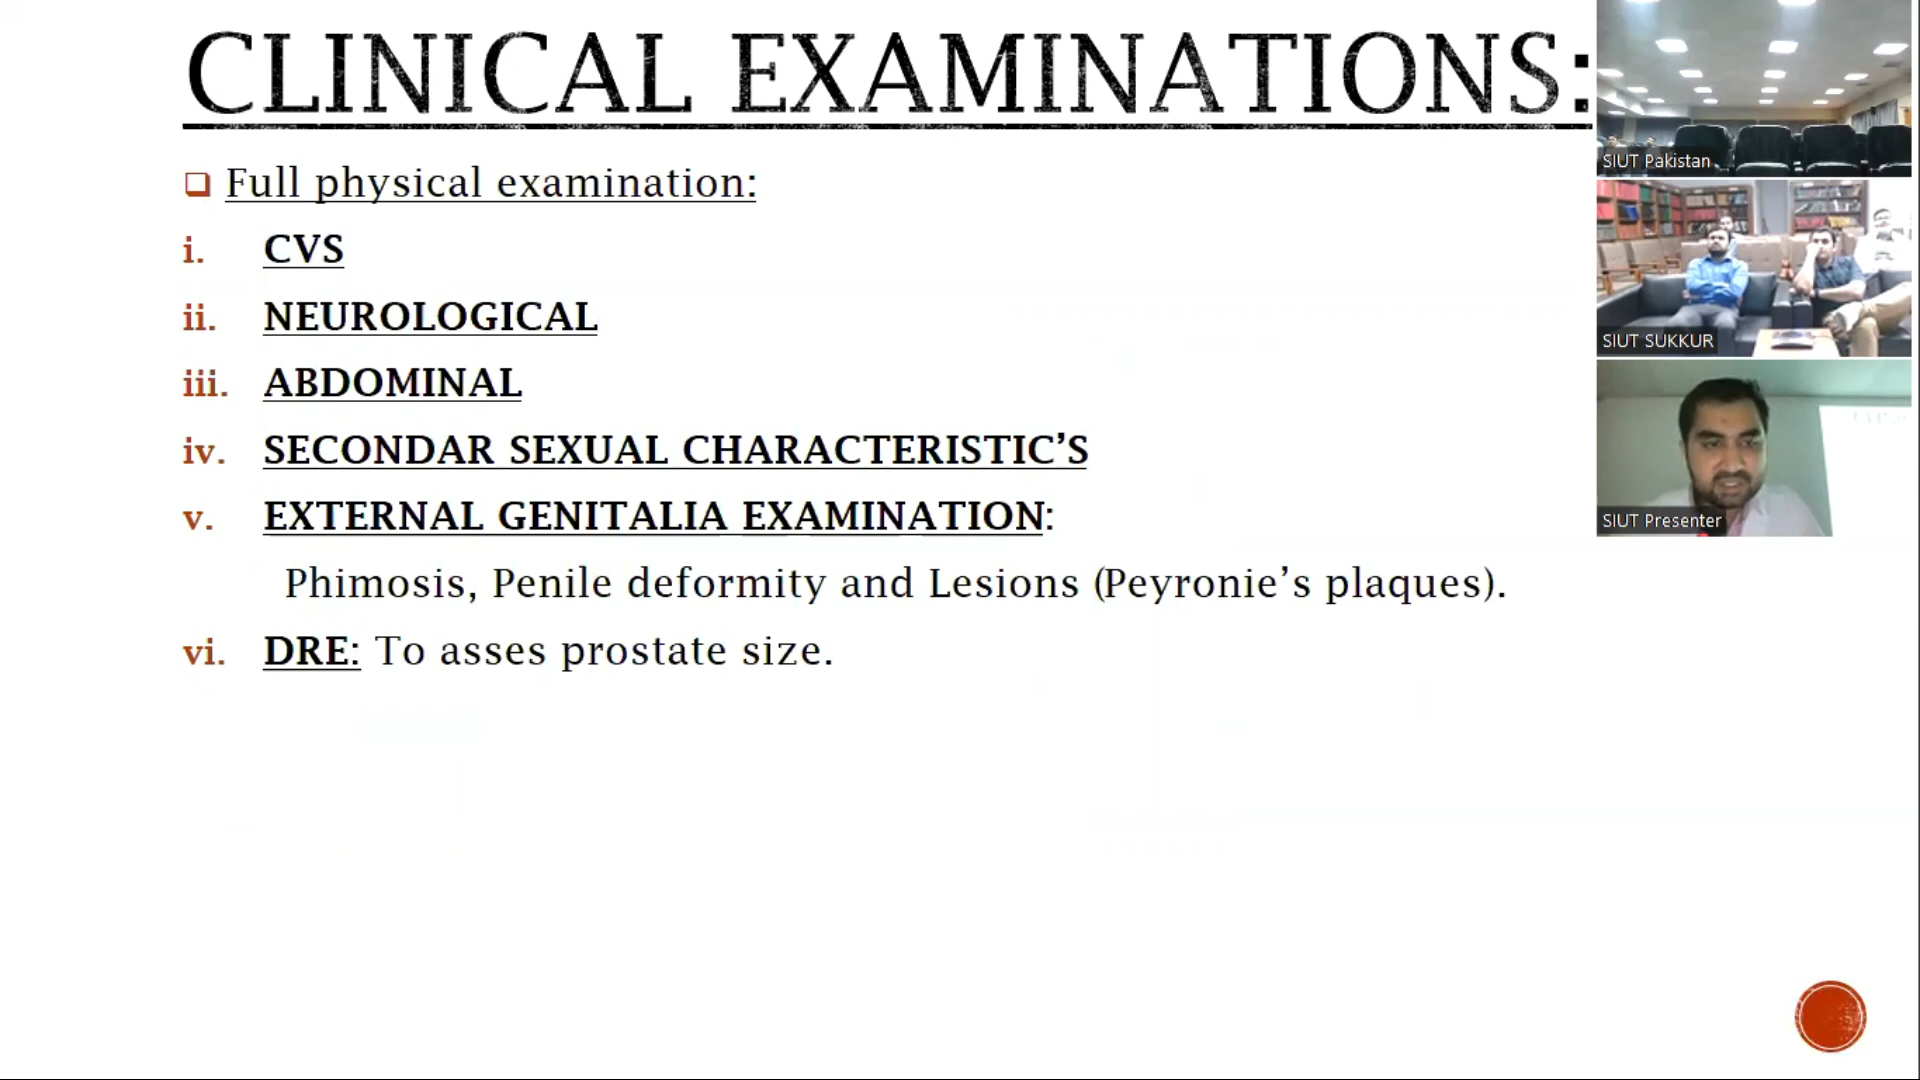 CLINICAL EXAMINATIONS:
Full physical examination:
i. CVS
ii. NEUROLOGICAL
iii. ABDOMINAL
iv. SECONDAR SEXUAL CHARACTERISTIC’S
v. EXTERNAL GENITALIA EXAMINATION:
Phimosis, Penile deformity and Lesions (Peyronie’s plaques).
vi. DRE: To asses prostate size.
SIUT Pakistan
SIUT SUKKUR
SIUT Presenter